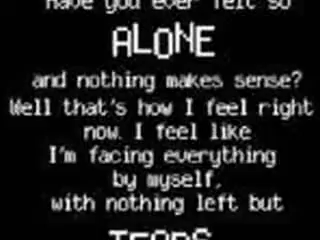 Have you ever felt so
ALONE
and nothing makes sense?
Well that's how I feel right
now. I feel like
I'm facing everything
by myself,
with nothing left but
TEARS